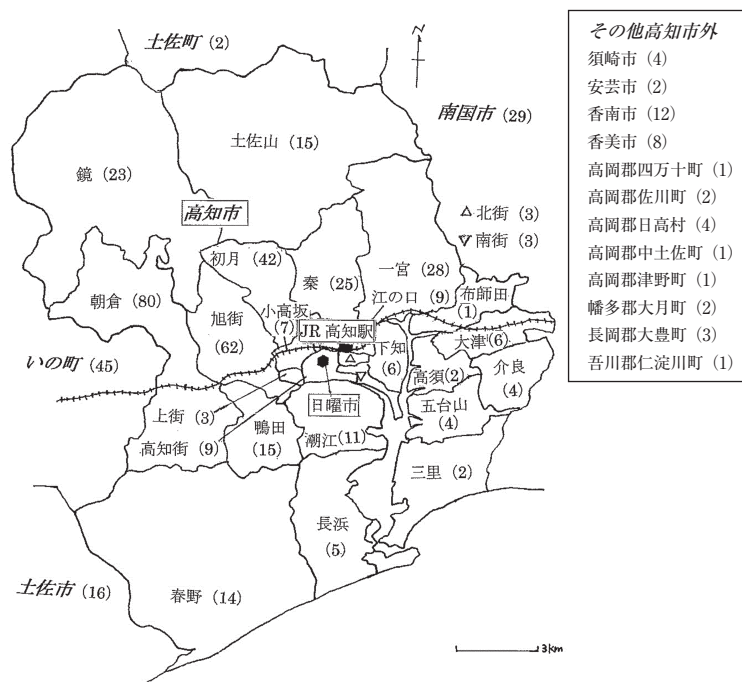 土佐町 (2)
N
南国市 (29)
土佐山 (15)
鏡 (23)
高知市
△北街 (3)
▽南街 (3)
初月 (42)
秦 (25)
一宮 (28)
江の口 (9)
布師田 (1)
朝倉 (80)
旭街 (62)
小高坂 (7)
JR 高知駅
下知 (6)
大津 (6)
いの町 (45)
高須 (2)
介良 (4)
日曜市
上街 (3)
高知街 (9)
鴨田 (15)
潮江 (11)
五台山 (4)
三里 (2)
長浜 (5)
土佐市 (16)
春野 (14)
3km
その他高知市外
須崎市 (4)
安芸市 (2)
香南市 (12)
香美市 (8)
高岡郡四万十町 (1)
高岡郡佐川町 (2)
高岡郡日高村 (4)
高岡郡中土佐町 (1)
高岡郡津野町 (1)
幡多郡大月町 (2)
長岡郡大豊町 (3)
吾川郡仁淀川町 (1)